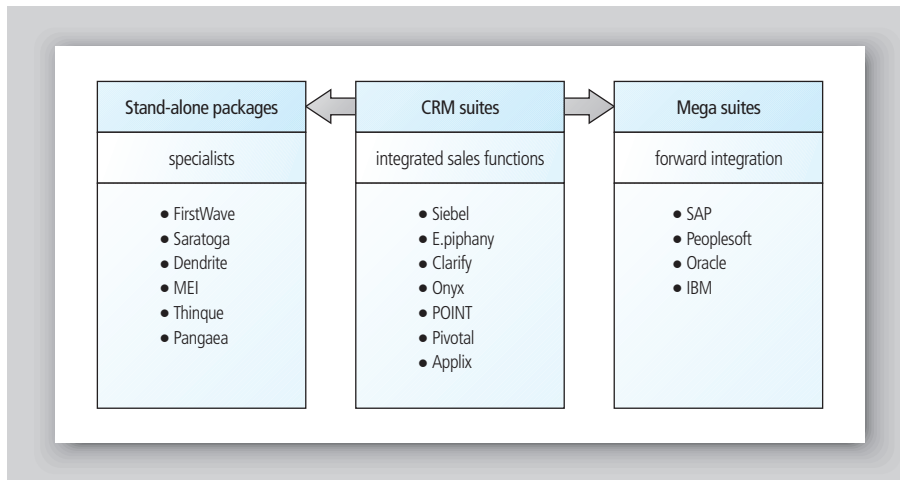 Stand-alone packages
specialists
• FirstWave
• Saratoga
• Dendrite
• MEI
• Thinque
• Pangaea
CRM suites
integrated sales functions
• Siebel
• E.piphany
• Clarify
• Onyx
• POINT
• Pivotal
• Applix
Mega suites
forward integration
• SAP
• Peoplesoft
• Oracle
• IBM